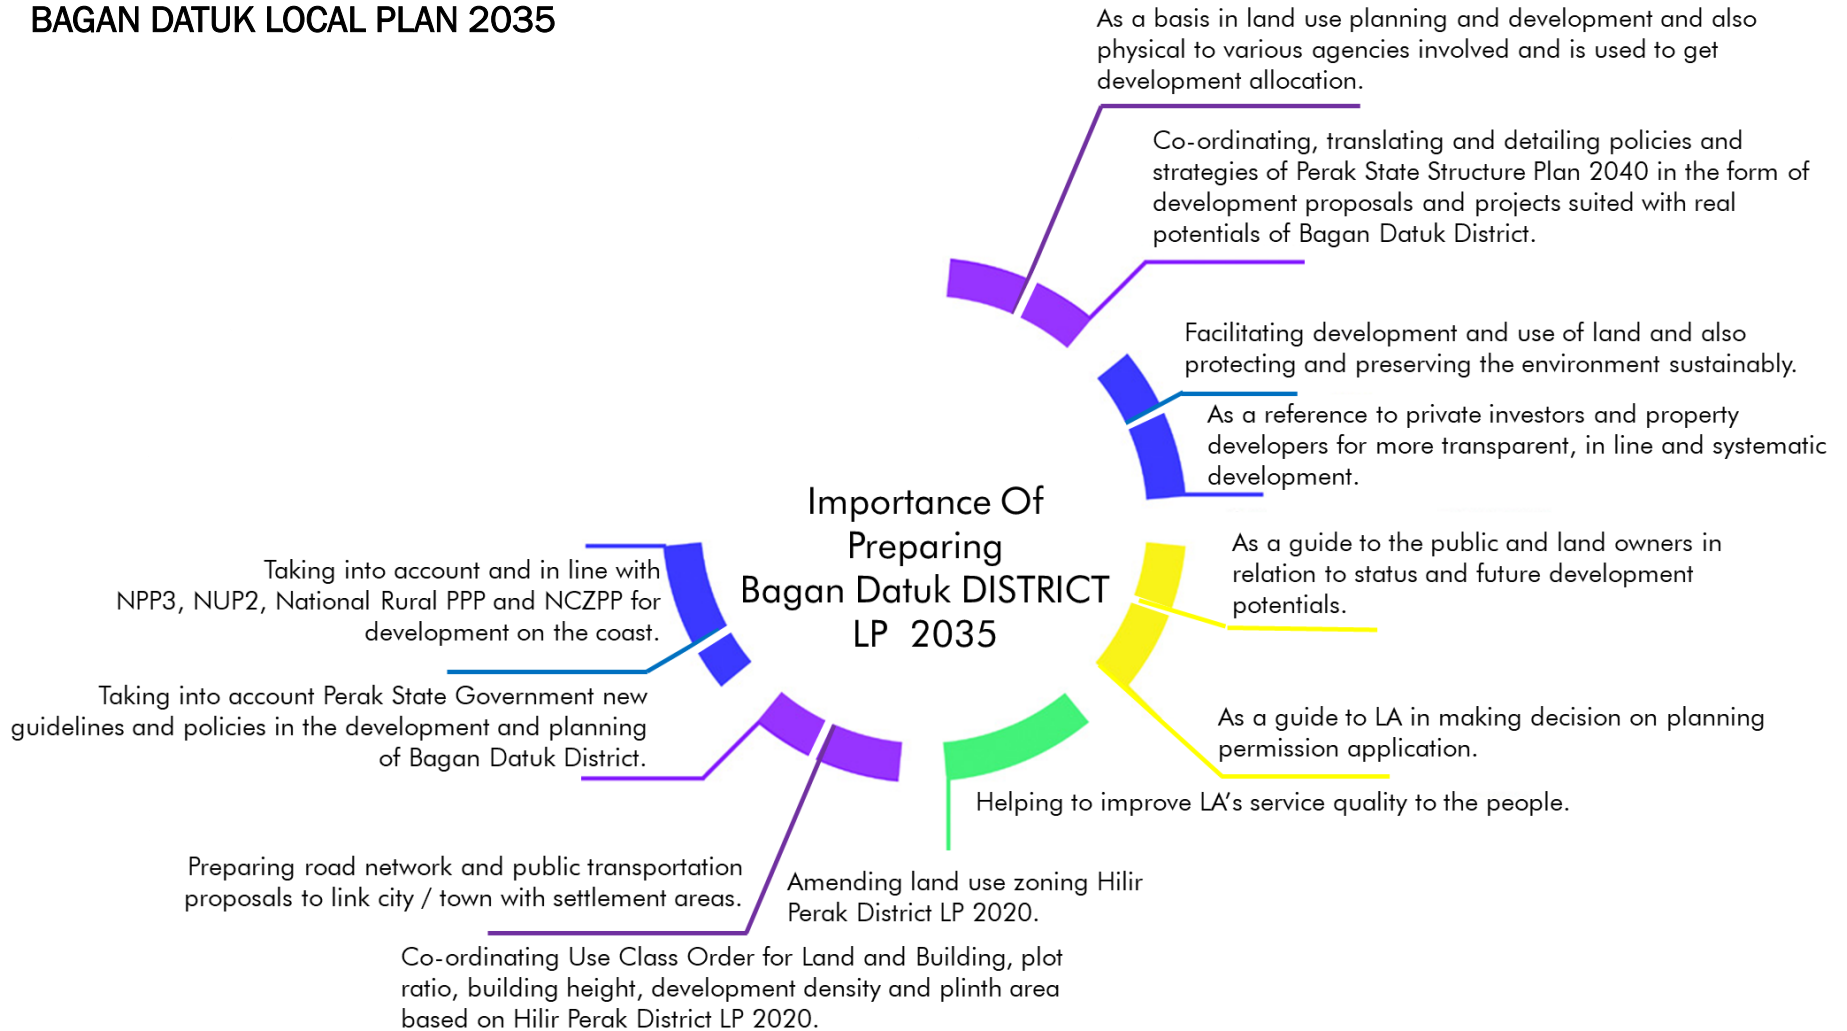 BAGAN DATUK LOCAL PLAN 2035
As a basis in land use planning and development and also
physical to various agencies involved and is used to get
development allocation.
Co-ordinating, translating and detailing policies and
strategies of Perak State Structure Plan 2040 in the form of
development proposals and projects suited with real
potentials of Bagan Datuk District.
Facilitating development and use of land and also
protecting and preserving the environment sustainably.
As a reference to private investors and property
developers for more transparent, in line and systematic
development.
Importance Of
Preparing
Bagan Datuk DISTRICT
LP 2035
As a guide to the public and land owners in
relation to status and future development
potentials.
As a guide to LA in making decision on planning
permission application.
Helping to improve LA's service quality to the people.
Amending land use zoning Hilir
Perak District LP 2020.
Co-ordinating Use Class Order for Land and Building, plot
ratio, building height, development density and plinth area
based on Hilir Perak District LP 2020.
Preparing road network and public transportation
proposals to link city / town with settlement areas.
Taking into account Perak State Government new
guidelines and policies in the development and planning
of Bagan Datuk District.
Taking into account and in line with
NPP3, NUP2, National Rural PPP and NCZPP for
development on the coast.